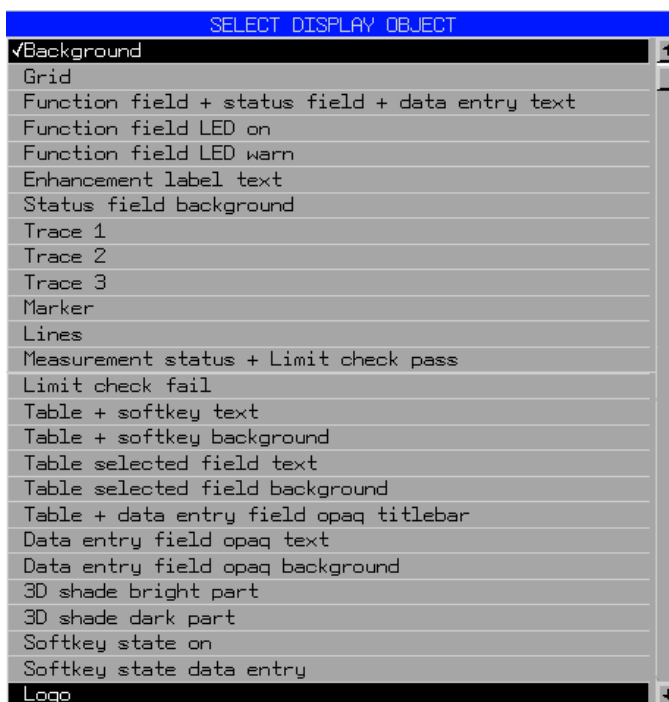 SELECT DISPLAY OBJECT
✓Background
Grid
Function field + status field + data entry text
Function field LED on
Function field LED warn
Enhancement label text
Status field background
Trace 1
Trace 2
Trace 3
Marker
Lines
Measurement status + Limit check pass
Limit check fail
Table + softkey text
Table + softkey background
Table selected field text
Table selected field background
Table + data entry field opaq titlebar
Data entry field opaq text
Data entry field opaq background
3D shade bright part
3D shade dark part
Softkey state on
Softkey state data entry
Logo